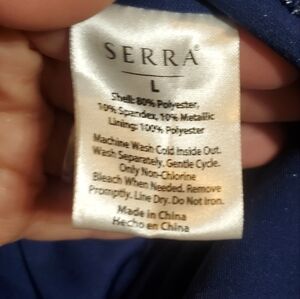 SERRA®
L
Shell: 80% Polyester,
10% Spandex, 10% Metallic
Lining: 100% Polyester
Machine Wash Cold Inside Out.
Wash Separately. Gentle Cycle.
Only Non-Chlorine
Bleach When Needed. Remove
Promptly. Line Dry. Do Not Iron.
Made in China
Hecho en China